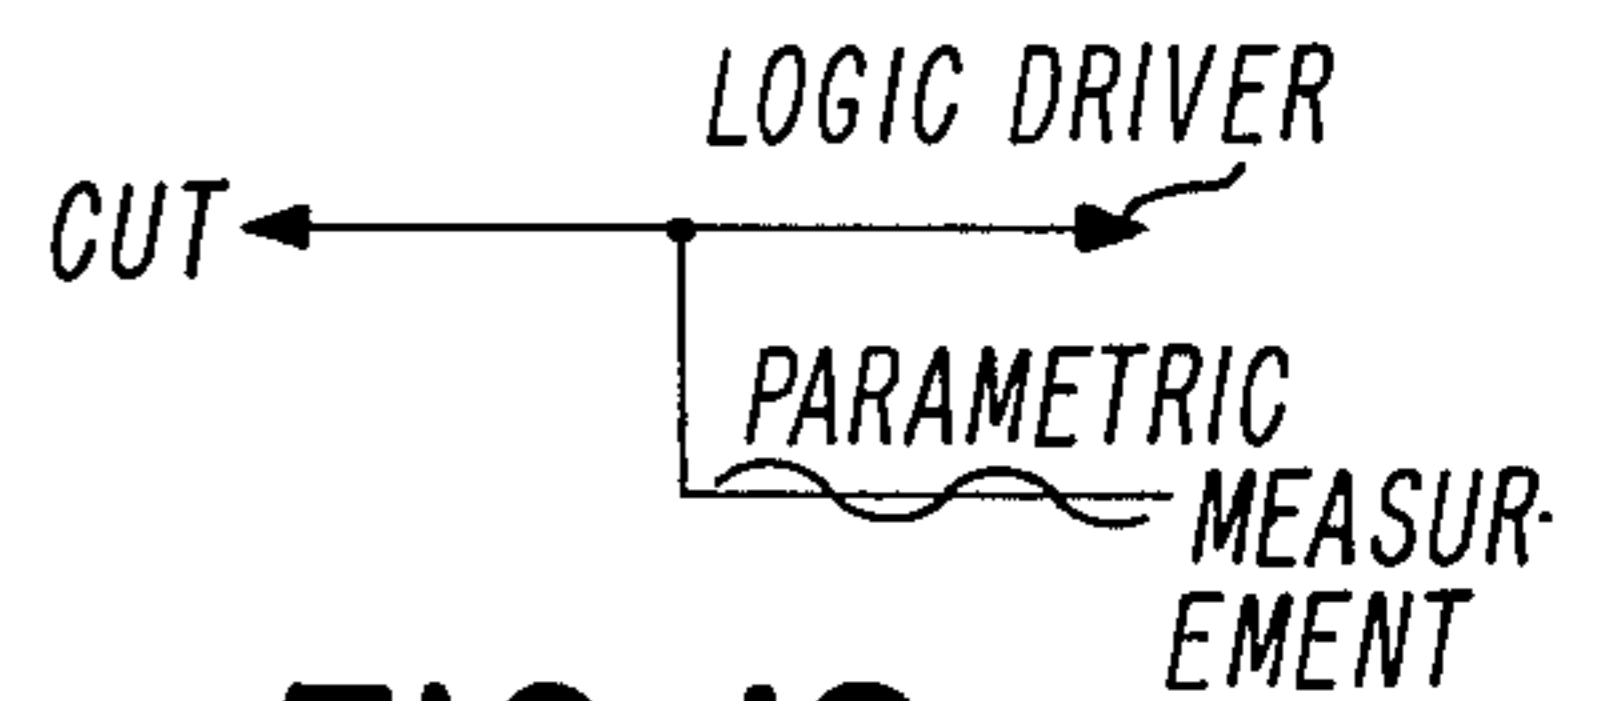 LOGIC DRIVER
CUT
PARAMETRIC
MEASUR-
EMENT